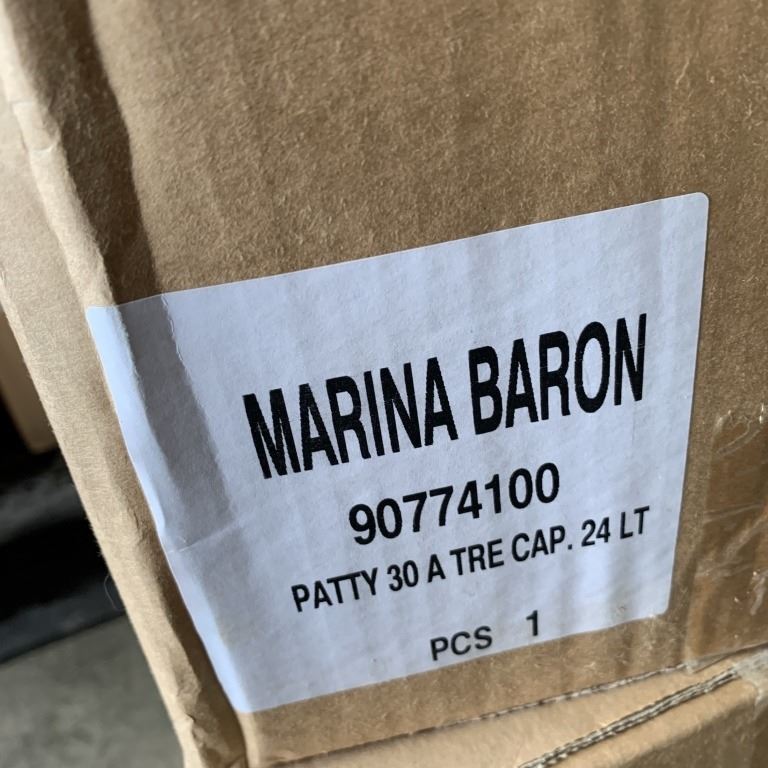 MARINA BARON
90774100
PATTY 30 A TRE CAP. 24 LT
PCS 1